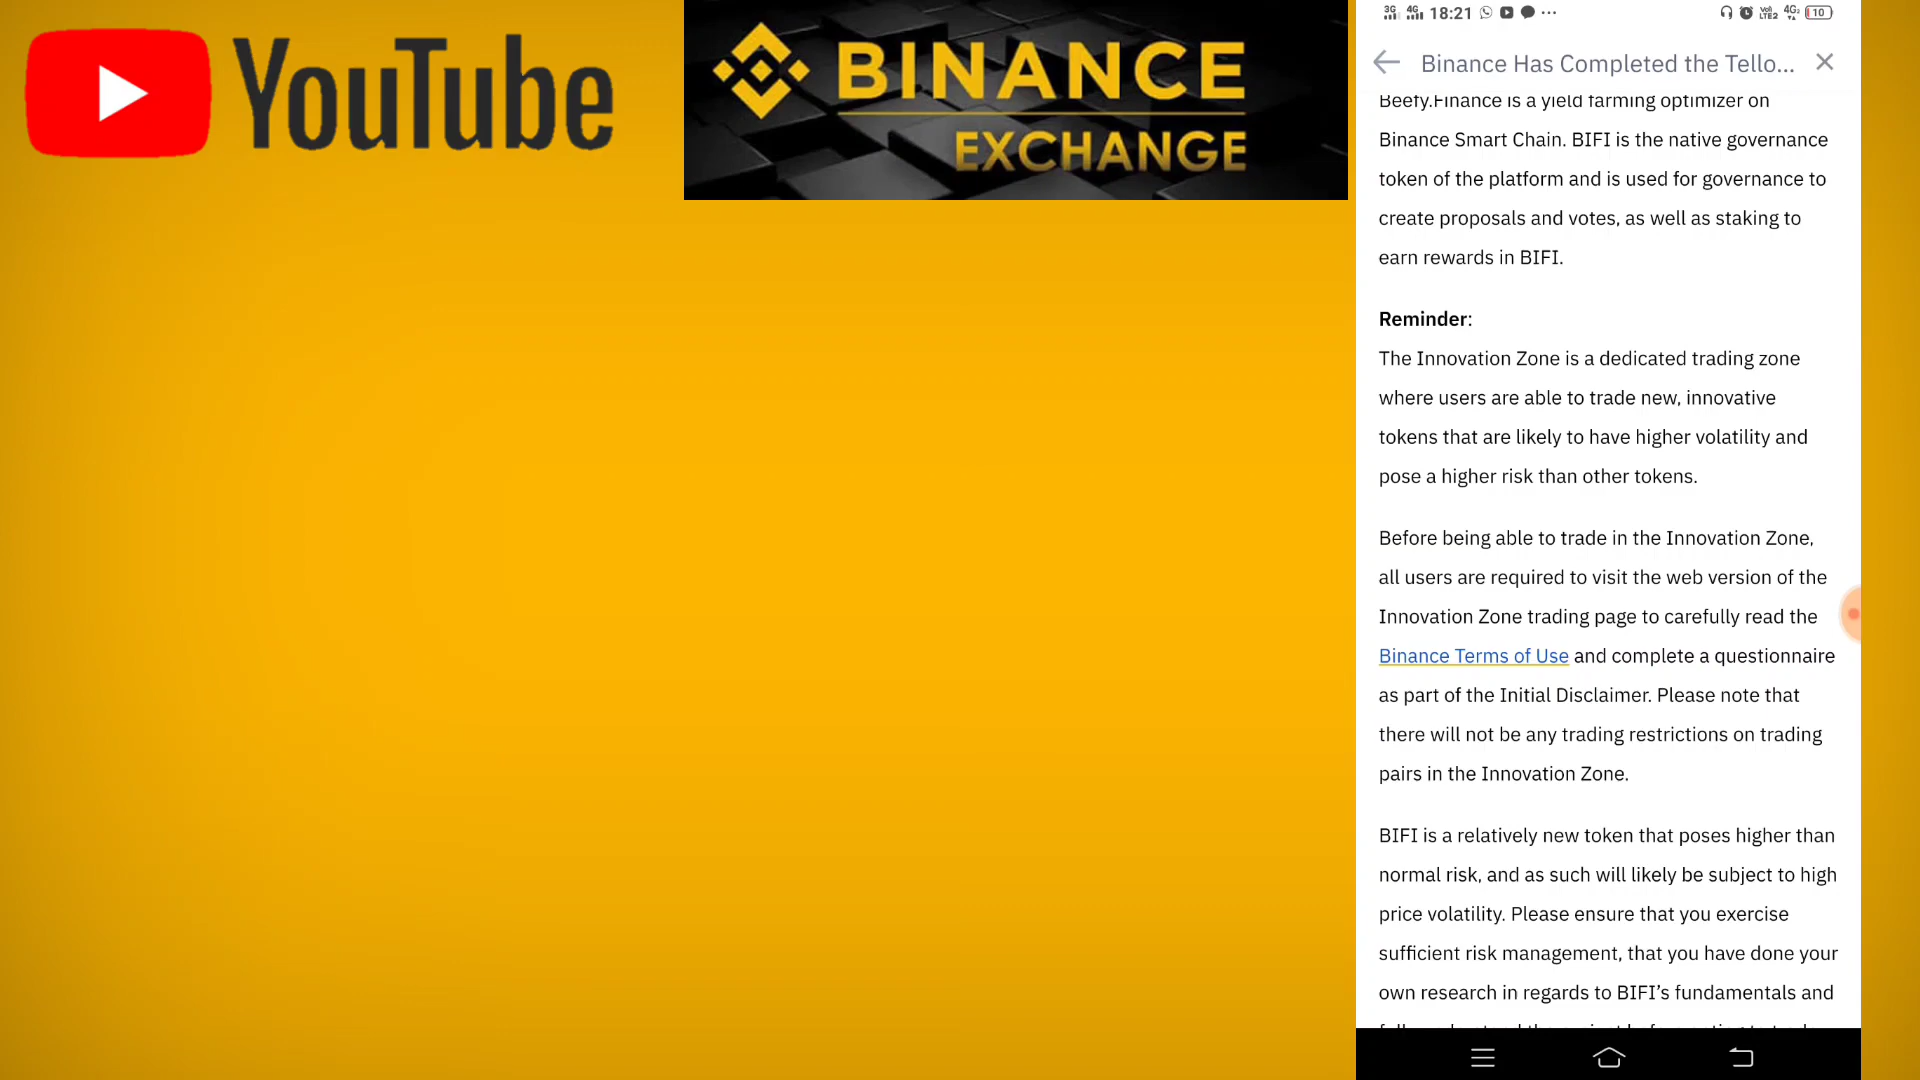 YouTube
BINANCE
EXCHANGE
3G 4G 18:21
4G 10
Binance Has Completed the Tello...
Beefy.Finance is a yield farming optimizer on
Binance Smart Chain. BIFI is the native governance
token of the platform and is used for governance to
create proposals and votes, as well as staking to
earn rewards in BIFI.
Reminder:
The Innovation Zone is a dedicated trading zone
where users are able to trade new, innovative
tokens that are likely to have higher volatility and
pose a higher risk than other tokens.
Before being able to trade in the Innovation Zone,
all users are required to visit the web version of the
Innovation Zone trading page to carefully read the
Binance Terms of Use and complete a questionnaire
as part of the Initial Disclaimer. Please note that
there will not be any trading restrictions on trading
pairs in the Innovation Zone.
BIFI is a relatively new token that poses higher than
normal risk, and as such will likely be subject to high
price volatility. Please ensure that you exercise
sufficient risk management, that you have done your
own research in regards to BIFI’s fundamentals and